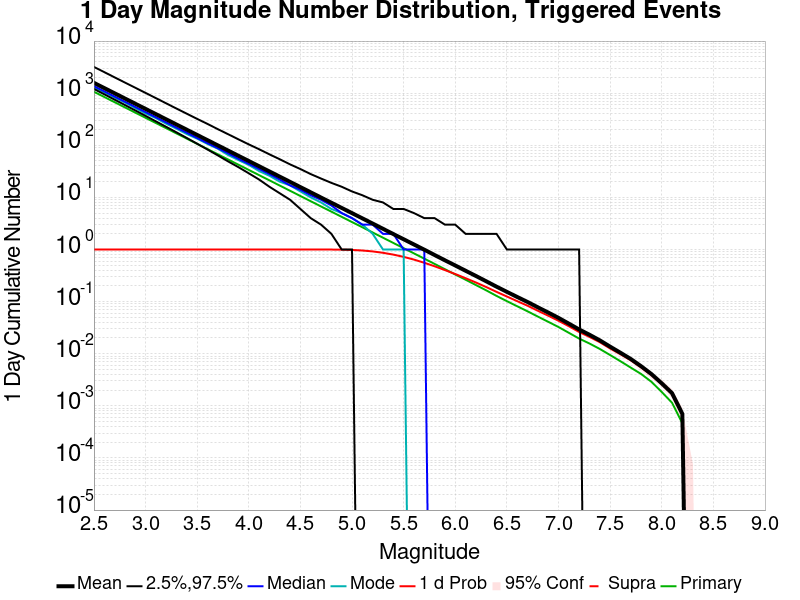 1 Day Magnitude Number Distribution, Triggered Events
1 Day Cumulative Number
10^4
10^3
10^2
10^1
10^0
10^-1
10^-2
10^-3
10^-4
10^-5
2.5 3.0 3.5 4.0 4.5 5.0 5.5 6.0 6.5 7.0 7.5 8.0 8.5 9.0
Magnitude
Mean 2.5%,97.5% Median Mode 1 d Prob 95% Conf Supra Primary